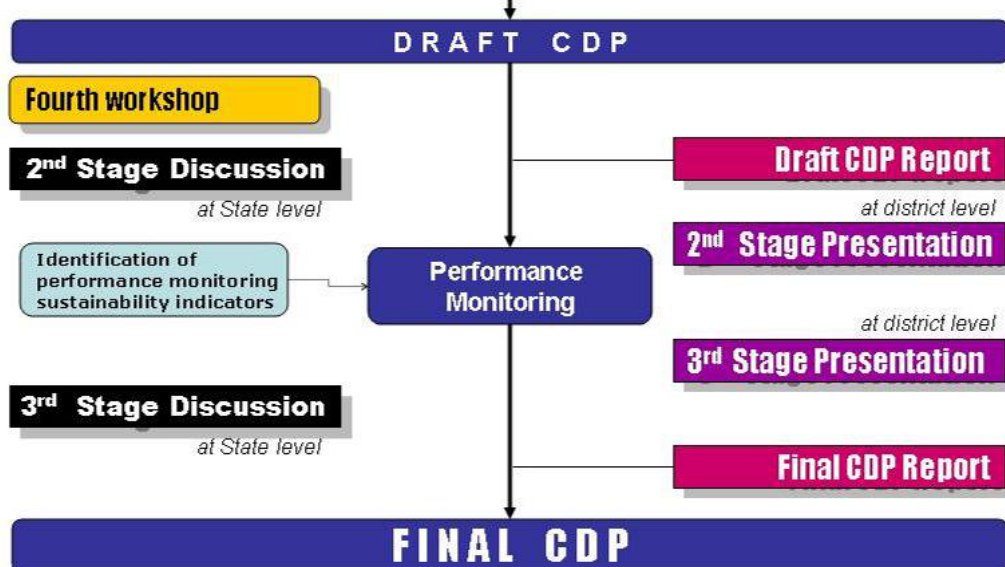 DRAFT CDP
Fourth workshop
2nd Stage Discussion
at State level
Draft CDP Report
at district level
2nd Stage Presentation
Identification of
performance monitoring
sustainability indicators
Performance
Monitoring
at district level
3rd Stage Presentation
3rd Stage Discussion
at State level
Final CDP Report
FINAL CDP